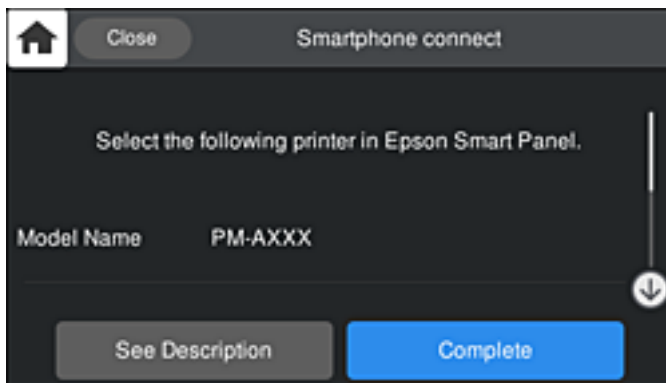 Close
Smartphone connect
Select the following printer in Epson Smart Panel.
Model Name PM-AXXX
See Description
Complete